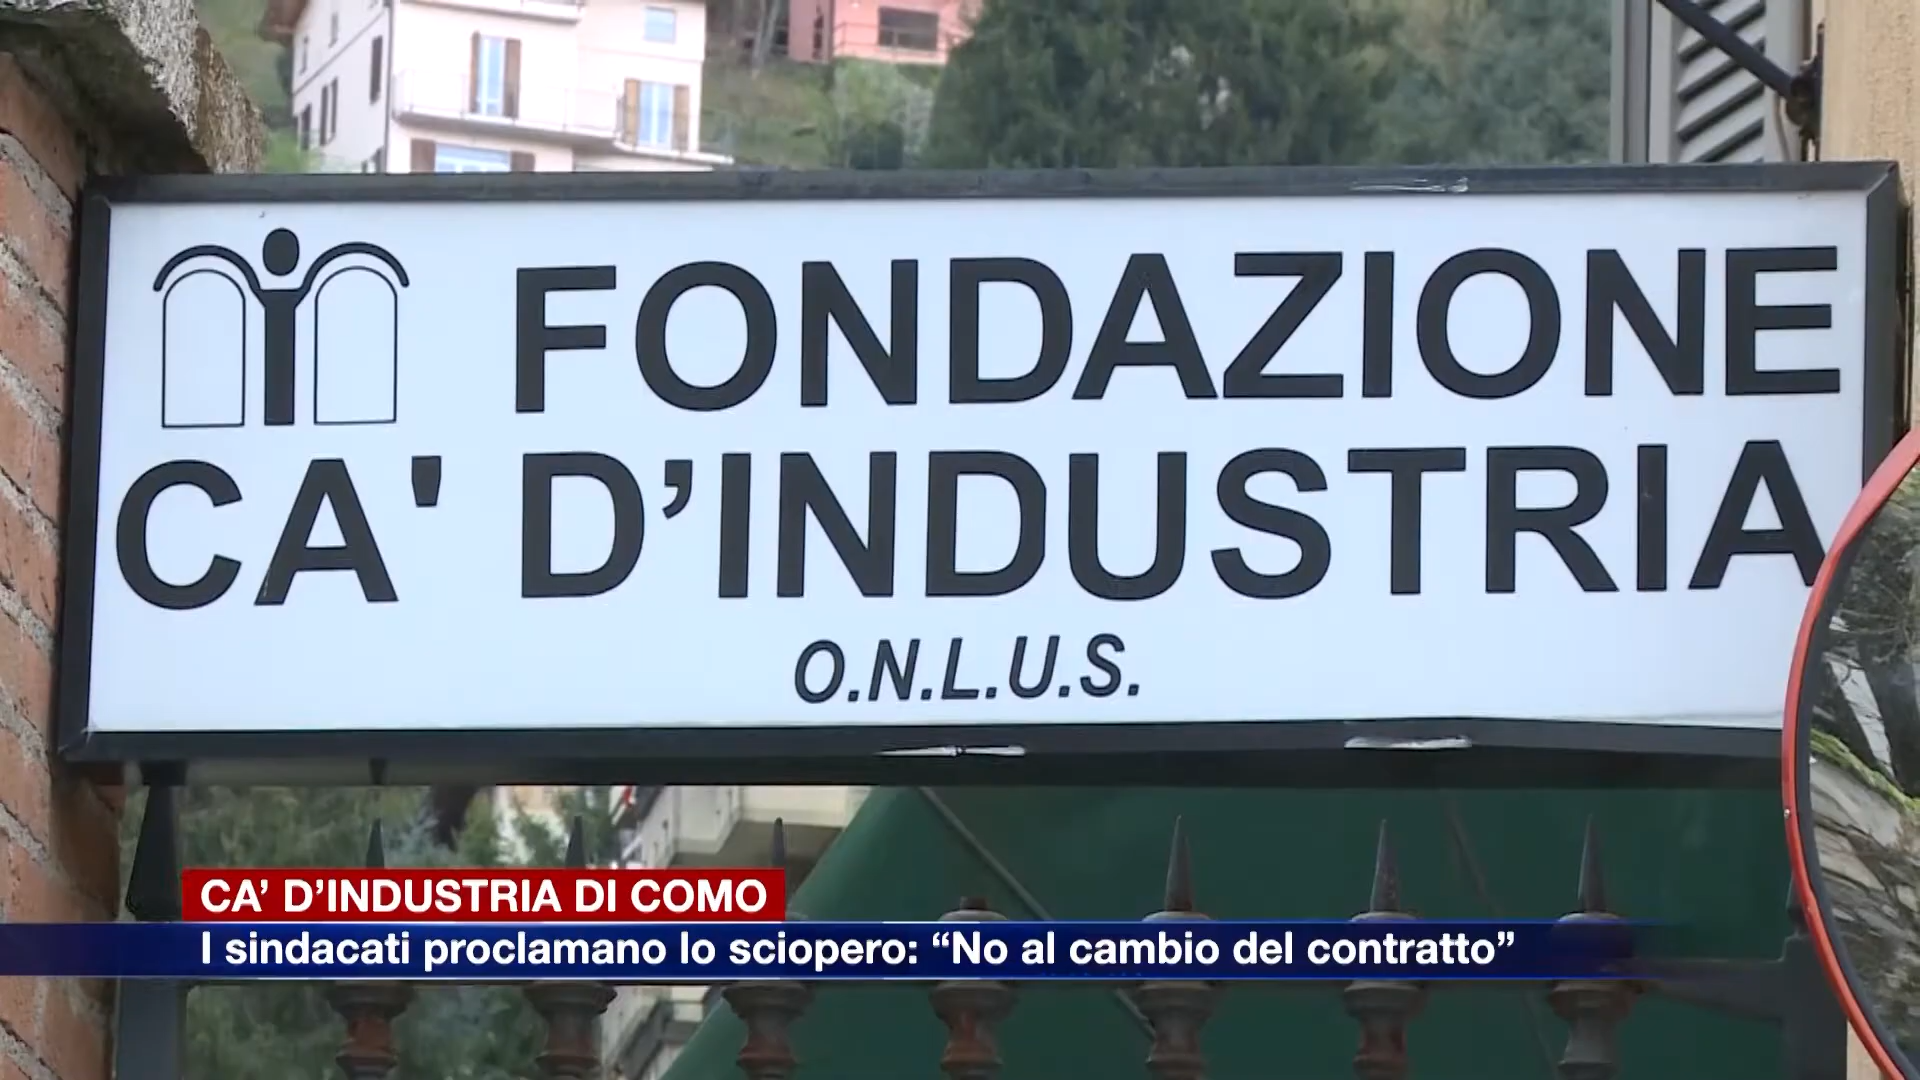 FONDAZIONE
CA' D’INDUSTRIA
O.N.L.U.S.
CA’ D’INDUSTRIA DI COMO
I sindacati proclamano lo sciopero: “No al cambio del contratto”